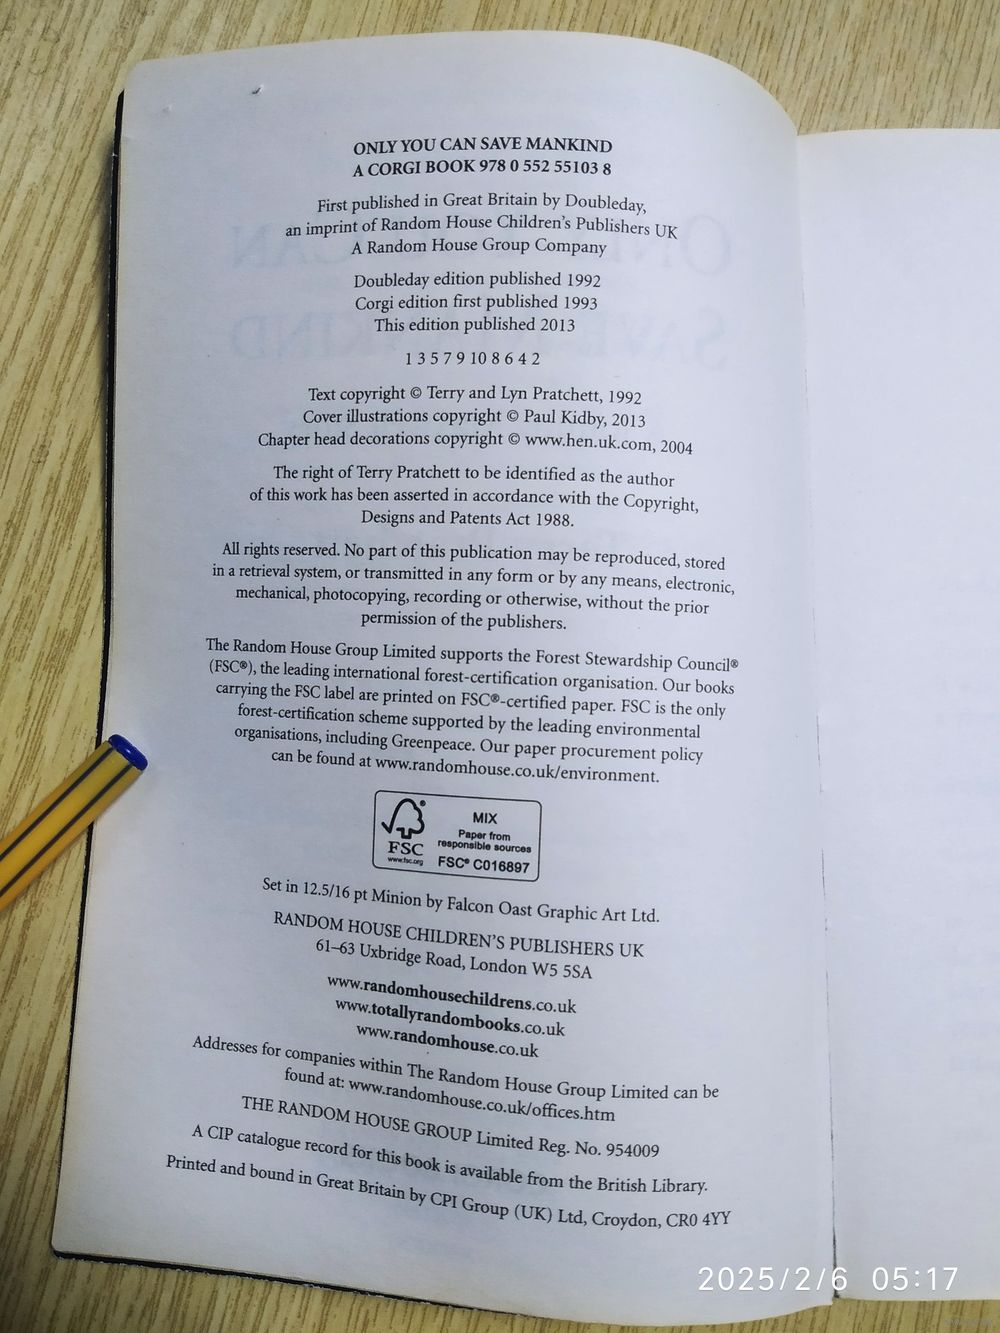 ONLY YOU CAN SAVE MANKIND
A CORGI BOOK 978 0 552 55103 8
First published in Great Britain by Doubleday,
an imprint of Random House Children's Publishers UK
A Random House Group Company
Doubleday edition published 1992
Corgi edition first published 1993
This edition published 2013
1 3 5 7 9 10 8 6 4 2
Text copyright © Terry and Lyn Pratchett, 1992
Cover illustrations copyright © Paul Kidby, 2013
Chapter head decorations copyright © www.hen.uk.com, 2004
The right of Terry Pratchett to be identified as the author
of this work has been asserted in accordance with the Copyright,
Designs and Patents Act 1988.
All rights reserved. No part of this publication may be reproduced, stored
in a retrieval system, or transmitted in any form or by any means, electronic,
mechanical, photocopying, recording or otherwise, without the prior
permission of the publishers.
The Random House Group Limited supports the Forest Stewardship Council®
(FSC®), the leading international forest-certification organisation. Our books
carrying the FSC label are printed on FSC®-certified paper. FSC is the only
forest-certification scheme supported by the leading environmental
organisations, including Greenpeace. Our paper procurement policy
can be found at www.randomhouse.co.uk/environment.
MIX
Paper from
responsible sources
FSC® C016897
FSC
www.fsc.org
Set in 12.5/16 pt Minion by Falcon Oast Graphic Art Ltd.
RANDOM HOUSE CHILDREN'S PUBLISHERS UK
61–63 Uxbridge Road, London W5 5SA
www.randomhousechildrens.co.uk
www.totallyrandombooks.co.uk
www.randomhouse.co.uk
Addresses for companies within The Random House Group Limited can be
found at: www.randomhouse.co.uk/offices.htm
THE RANDOM HOUSE GROUP Limited Reg. No. 954009
A CIP catalogue record for this book is available from the British Library.
Printed and bound in Great Britain by CPI Group (UK) Ltd, Croydon, CR0 4YY
2025/2/6 05:17